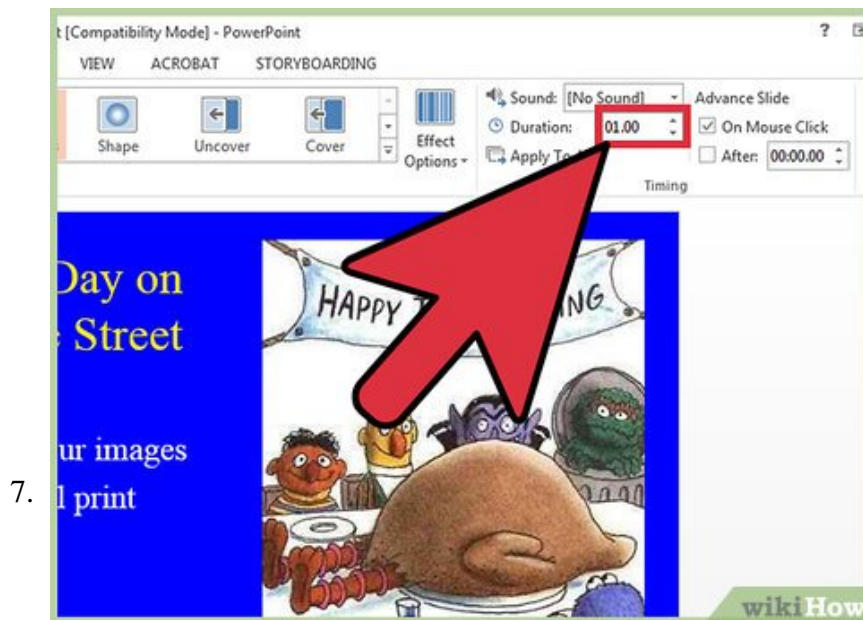 t [Compatibility Mode] - PowerPoint ?
VIEW ACROBAT STORYBOARDING
Shape Uncover Cover Effect Options
Sound: [No Sound] Advance Slide
Duration: 01.00 On Mouse Click
Apply To After: 00:00.00
Timing
Day on
Street
HAPPY T NG
ur images
7. l print
wikiHow